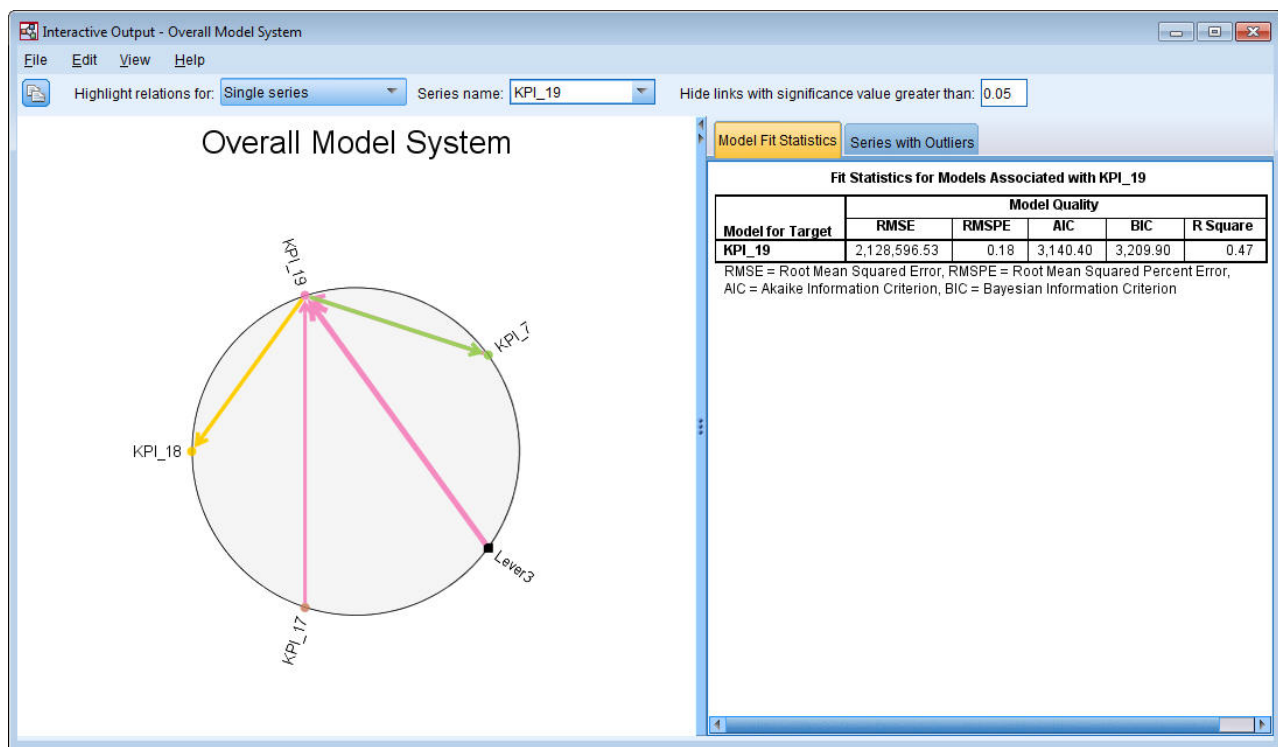 Interactive Output - Overall Model System
File Edit View Help
Highlight relations for: Single series Series name: KPI_19 Hide links with significance value greater than: 0.05
Overall Model System
KPI_19
KPI_7
KPI_18
Lever3
KPI_17
Model Fit Statistics Series with Outliers
Fit Statistics for Models Associated with KPI_19
Model Quality
Model for Target RMSE RMSPE AIC BIC R Square
KPI_19 2,128,596.53 0.18 3,140.40 3,209.90 0.47
RMSE = Root Mean Squared Error, RMSPE = Root Mean Squared Percent Error,
AIC = Akaike Information Criterion, BIC = Bayesian Information Criterion